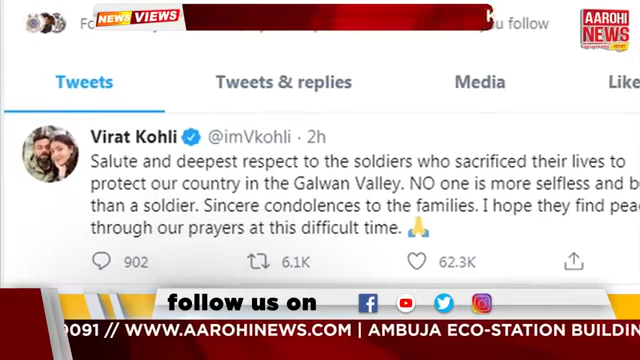 NEWS VIEWS
you follow
AAROHI
NEWS
Tweets
Tweets & replies
Media
Like
Virat Kohli @imVkohli · 2h
Salute and deepest respect to the soldiers who sacrificed their lives to
protect our country in the Galwan Valley. NO one is more selfless and b
than a soldier. Sincere condolences to the families. I hope they find pea
through our prayers at this difficult time. 🙏
902
6.1K
62.3K
follow us on
0091 // WWW.AAROHINEWS.COM | AMBUJA ECO-STATION BUILDIN